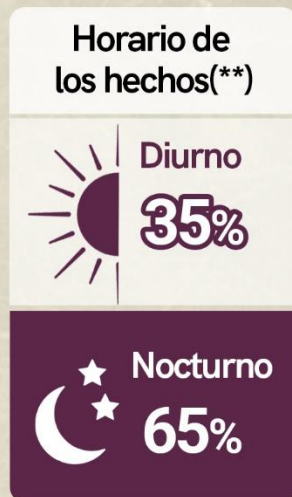 Horario de
los hechos(**)
Diurno
35%
Nocturno
65%